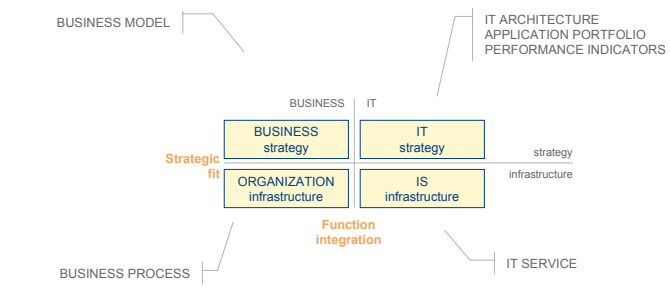 BUSINESS MODEL
IT ARCHITECTURE
APPLICATION PORTFOLIO
PERFORMANCE INDICATORS
BUSINESS IT
BUSINESS
strategy
IT
strategy
Strategic
fit
strategy
infrastructure
ORGANIZATION
infrastructure
IS
infrastructure
Function
integration
BUSINESS PROCESS
IT SERVICE